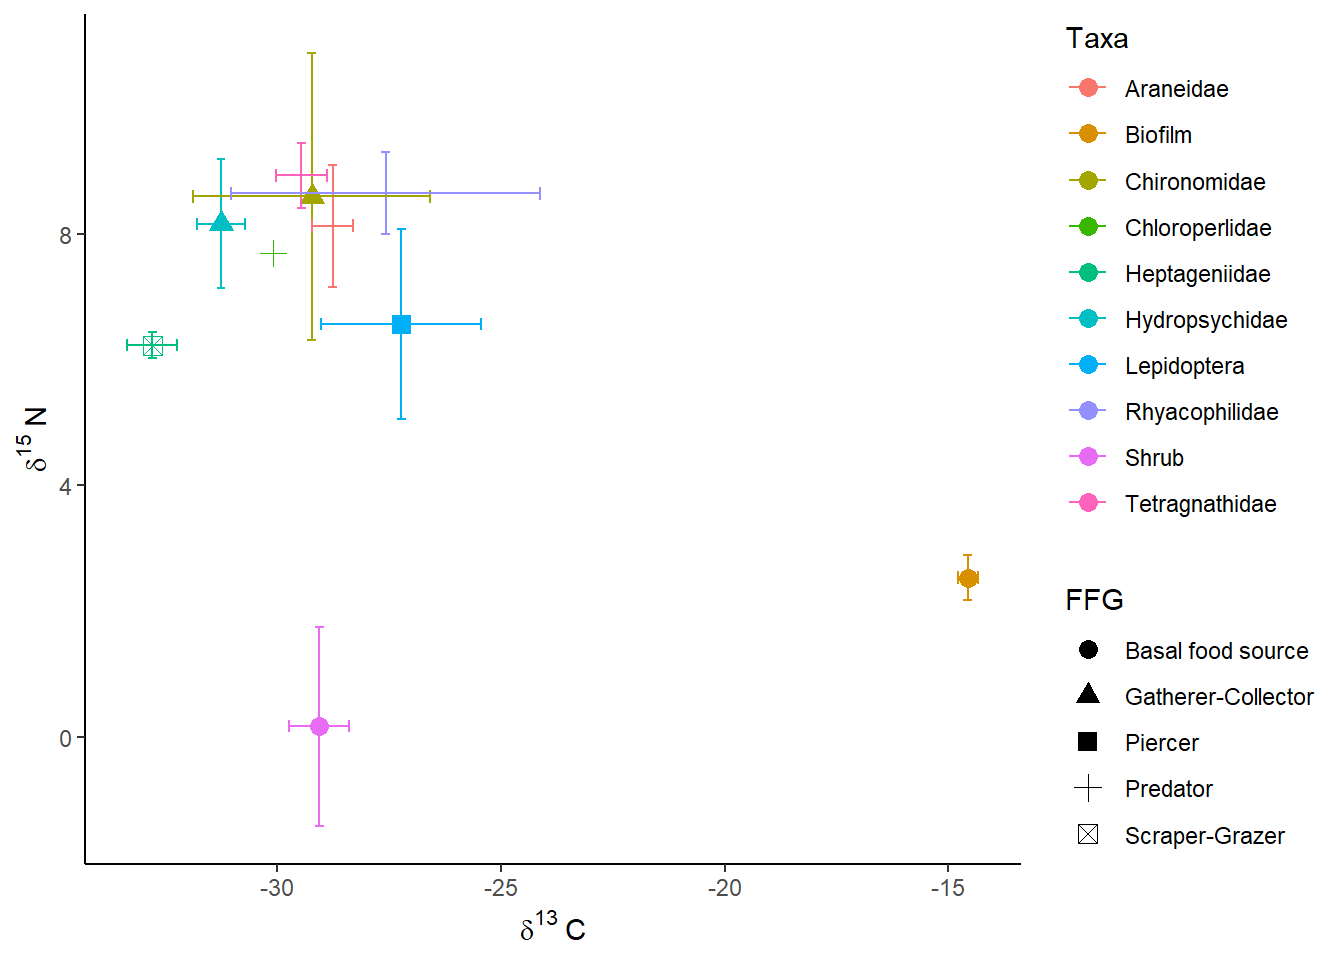 Taxa
Araneidae
Biofilm
Chironomidae
Chloroperlidae
Heptageniidae
Hydropsychidae
Lepidoptera
Rhyacophilidae
Shrub
Tetragnathidae
FFG
Basal food source
Gatherer-Collector
Piercer
Predator
Scraper-Grazer
δ¹⁵ N
8
4
0
-30
-25
-20
-15
δ¹³ C